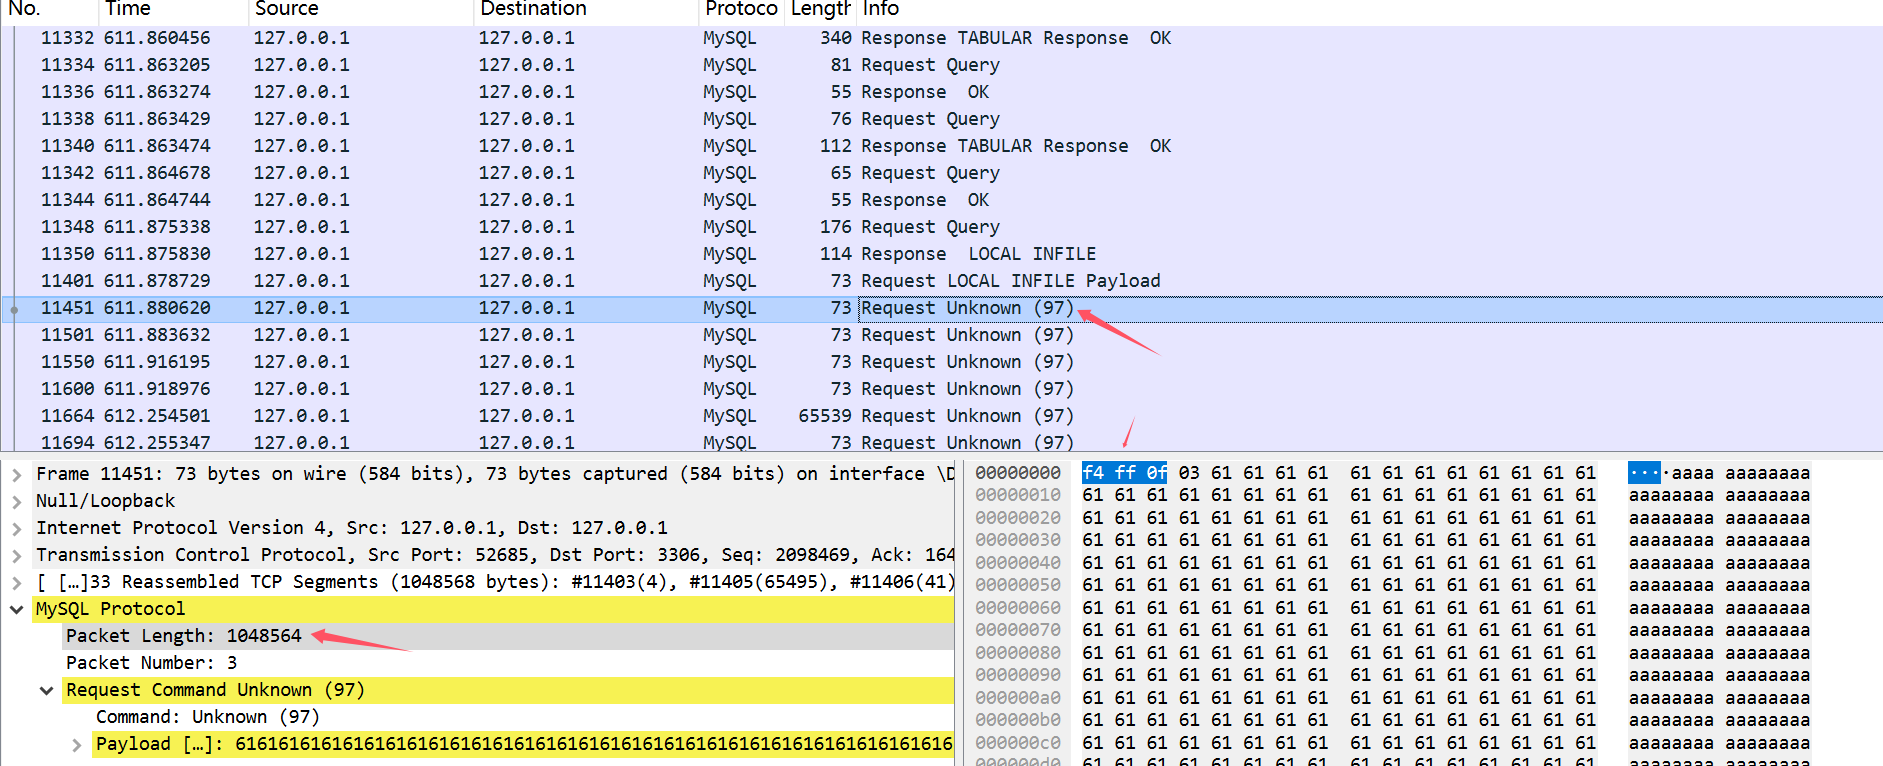 No. Time Source Destination Protoco Length Info
11332 611.860456 127.0.0.1 127.0.0.1 MySQL 340 Response TABULAR Response OK
11334 611.863205 127.0.0.1 127.0.0.1 MySQL 81 Request Query
11336 611.863274 127.0.0.1 127.0.0.1 MySQL 55 Response OK
11338 611.863429 127.0.0.1 127.0.0.1 MySQL 76 Request Query
11340 611.863474 127.0.0.1 127.0.0.1 MySQL 112 Response TABULAR Response OK
11342 611.864678 127.0.0.1 127.0.0.1 MySQL 65 Request Query
11344 611.864744 127.0.0.1 127.0.0.1 MySQL 55 Response OK
11348 611.875338 127.0.0.1 127.0.0.1 MySQL 176 Request Query
11350 611.875830 127.0.0.1 127.0.0.1 MySQL 114 Response LOCAL INFILE
11401 611.878729 127.0.0.1 127.0.0.1 MySQL 73 Request LOCAL INFILE Payload
11451 611.880620 127.0.0.1 127.0.0.1 MySQL 73 Request Unknown (97)
11501 611.883632 127.0.0.1 127.0.0.1 MySQL 73 Request Unknown (97)
11550 611.916195 127.0.0.1 127.0.0.1 MySQL 73 Request Unknown (97)
11600 611.918976 127.0.0.1 127.0.0.1 MySQL 73 Request Unknown (97)
11664 612.254501 127.0.0.1 127.0.0.1 MySQL 65539 Request Unknown (97)
11694 612.255347 127.0.0.1 127.0.0.1 MySQL 73 Request Unknown (97)
Frame 11451: 73 bytes on wire (584 bits), 73 bytes captured (584 bits) on interface \D
Null/Loopback
Internet Protocol Version 4, Src: 127.0.0.1, Dst: 127.0.0.1
Transmission Control Protocol, Src Port: 52685, Dst Port: 3306, Seq: 2098469, Ack: 164
[ […]33 Reassembled TCP Segments (1048568 bytes): #11403(4), #11405(65495), #11406(41)
MySQL Protocol
Packet Length: 1048564
Packet Number: 3
Request Command Unknown (97)
Command: Unknown (97)
Payload […]: 6161616161616161616161616161616161616161616161616161616161616161616161616161616161616161616161616161
00000000 f4 ff 0f 03 61 61 61 61 61 61 61 61 61 61 61 61 ····aaaa aaaaaaaa
00000010 61 61 61 61 61 61 61 61 61 61 61 61 61 61 61 61 aaaaaaaa aaaaaaaa
00000020 61 61 61 61 61 61 61 61 61 61 61 61 61 61 61 61 aaaaaaaa aaaaaaaa
00000030 61 61 61 61 61 61 61 61 61 61 61 61 61 61 61 61 aaaaaaaa aaaaaaaa
00000040 61 61 61 61 61 61 61 61 61 61 61 61 61 61 61 61 aaaaaaaa aaaaaaaa
00000050 61 61 61 61 61 61 61 61 61 61 61 61 61 61 61 61 aaaaaaaa aaaaaaaa
00000060 61 61 61 61 61 61 61 61 61 61 61 61 61 61 61 61 aaaaaaaa aaaaaaaa
00000070 61 61 61 61 61 61 61 61 61 61 61 61 61 61 61 61 aaaaaaaa aaaaaaaa
00000080 61 61 61 61 61 61 61 61 61 61 61 61 61 61 61 61 aaaaaaaa aaaaaaaa
00000090 61 61 61 61 61 61 61 61 61 61 61 61 61 61 61 61 aaaaaaaa aaaaaaaa
000000a0 61 61 61 61 61 61 61 61 61 61 61 61 61 61 61 61 aaaaaaaa aaaaaaaa
000000b0 61 61 61 61 61 61 61 61 61 61 61 61 61 61 61 61 aaaaaaaa aaaaaaaa
000000c0 61 61 61 61 61 61 61 61 61 61 61 61 61 61 61 61 aaaaaaaa aaaaaaaa
000000d0 61 61 61 61 61 61 61 61 61 61 61 61 61 61 61 61 aaaaaaaa aaaaaaaa